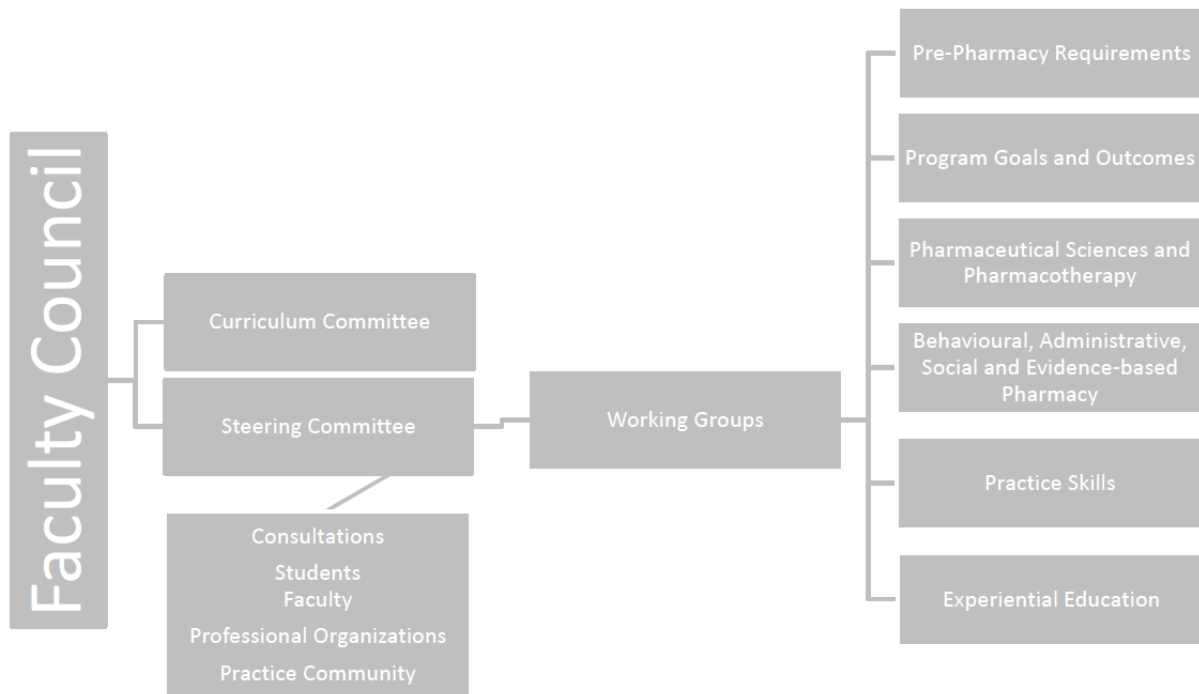 Faculty Council
Curriculum Committee
Steering Committee
Consultations
Students
Faculty
Professional Organizations
Practice Community
Working Groups
Pre-Pharmacy Requirements
Program Goals and Outcomes
Pharmaceutical Sciences and
Pharmacotherapy
Behavioural, Administrative,
Social and Evidence-based
Pharmacy
Practice Skills
Experiential Education